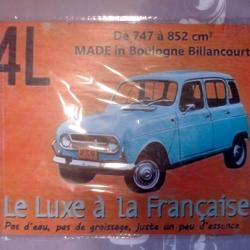 4L
De 747 à 852 cm³
MADE in Boulogne Billancourt
Le Luxe à la Française
Pas d'eau, pas de graissage, juste un peu d'essence